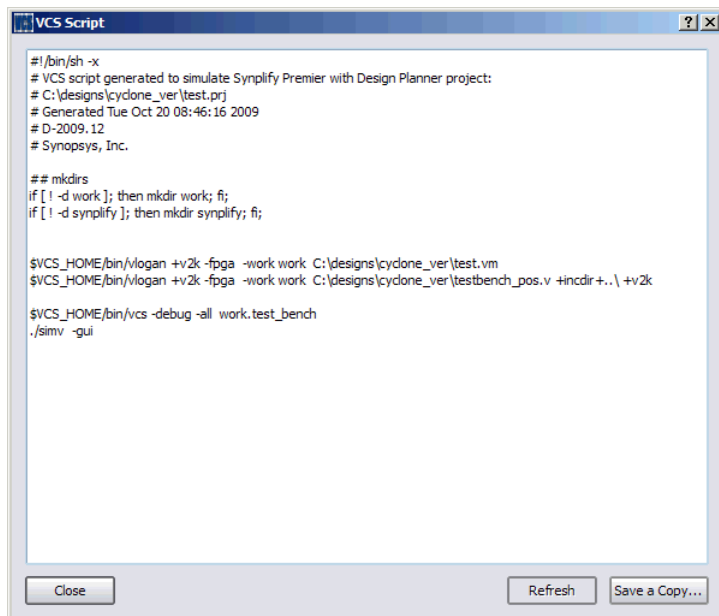 VCS Script
#!/bin/sh -x
# VCS script generated to simulate Synplify Premier with Design Planner project:
# C:\designs\cyclone_ver\test.prj
# Generated Tue Oct 20 08:46:16 2009
# D-2009.12
# Synopsys, Inc.
## mkdirs
if [ ! -d work ]; then mkdir work; fi;
if [ ! -d synplify ]; then mkdir synplify; fi;
$VCS_HOME/bin/vlogan +v2k -fpga -work work C:\designs\cyclone_ver\test.vm
$VCS_HOME/bin/vlogan +v2k -fpga -work work C:\designs\cyclone_ver\testbench_pos.v +incdir+..\ +v2k
$VCS_HOME/bin/vcs -debug -all work.test_bench
./simv -gui
Close Refresh Save a Copy...